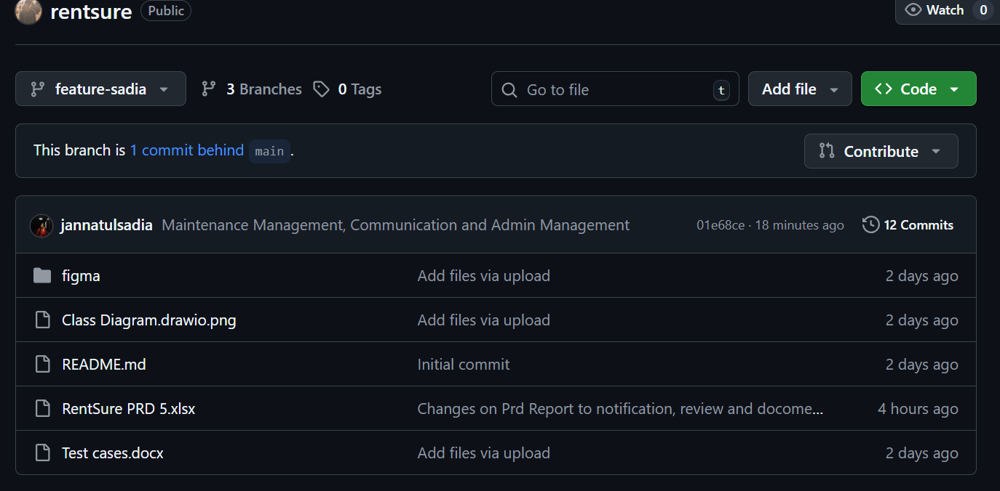 rentsure Public Watch 0
feature-sadia 3 Branches 0 Tags Go to file t Add file Code
This branch is 1 commit behind main . Contribute
jannatulsadia Maintenance Management, Communication and Admin Management 01e68ce · 18 minutes ago 12 Commits
figma Add files via upload 2 days ago
Class Diagram.drawio.png Add files via upload 2 days ago
README.md Initial commit 2 days ago
RentSure PRD 5.xlsx Changes on Prd Report to notification, review and docome... 4 hours ago
Test cases.docx Add files via upload 2 days ago